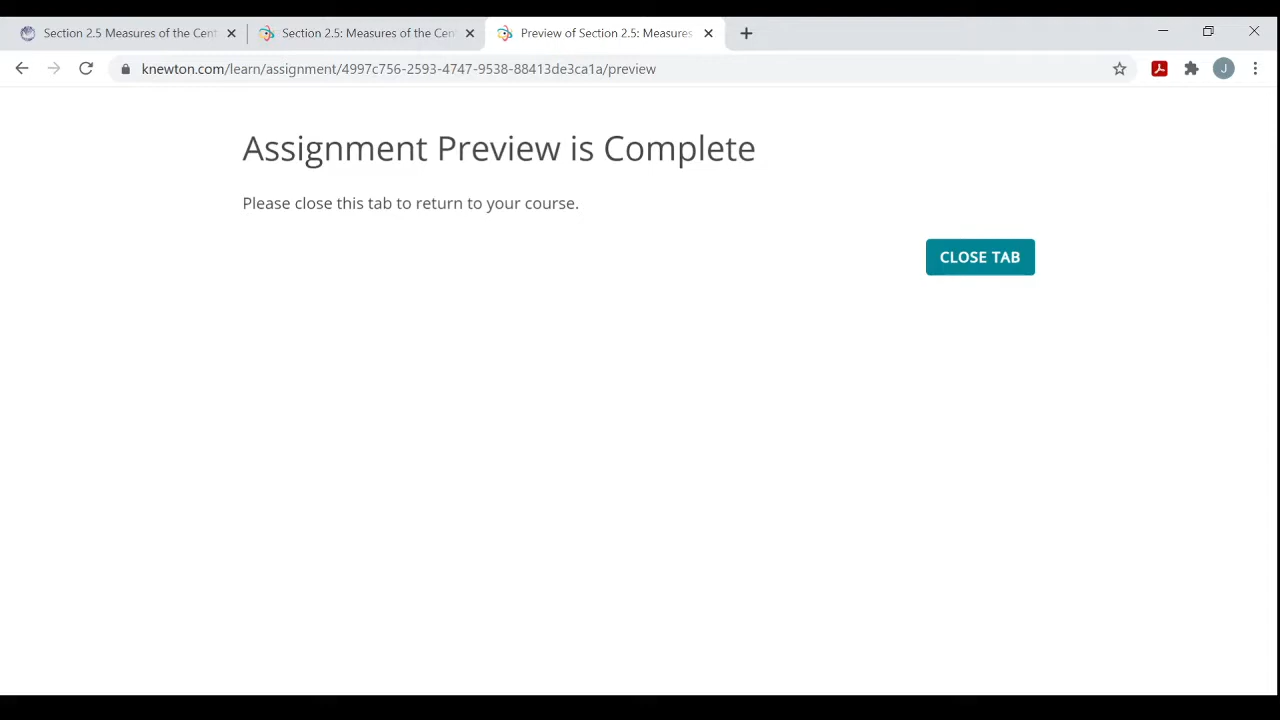 Section 2.5 Measures of the Cent
Section 2.5: Measures of the Cen
Preview of Section 2.5: Measures
knewton.com/learn/assignment/4997c756-2593-4747-9538-88413de3ca1a/preview
J
Assignment Preview is Complete
Please close this tab to return to your course.
CLOSE TAB